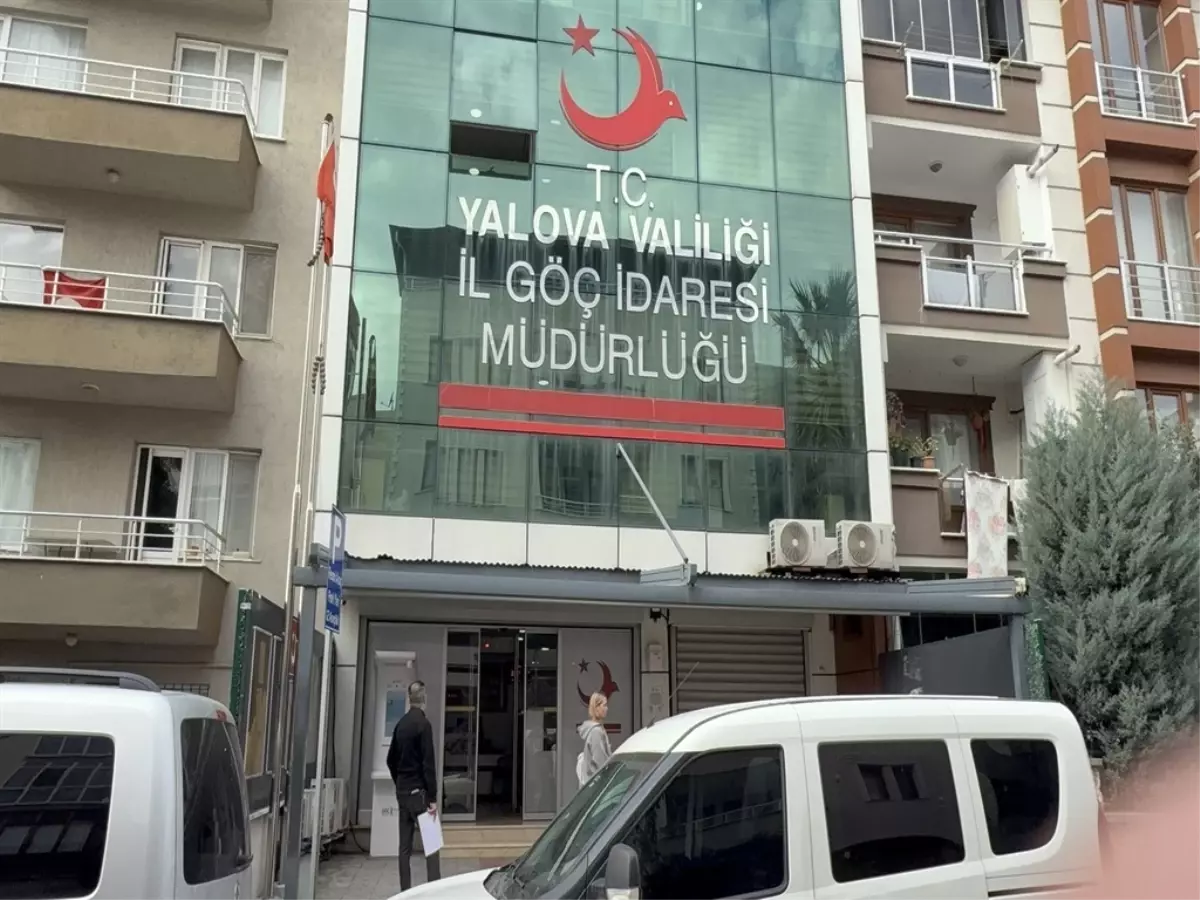 T.C.
YALOVA VALİLİĞİ
İL GÖÇ İDARESİ
MÜDÜRLÜĞÜ
P